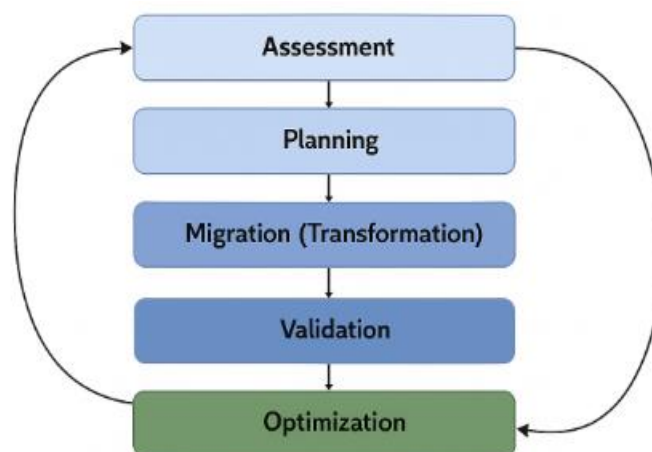 Assessment
Planning
Migration (Transformation)
Validation
Optimization